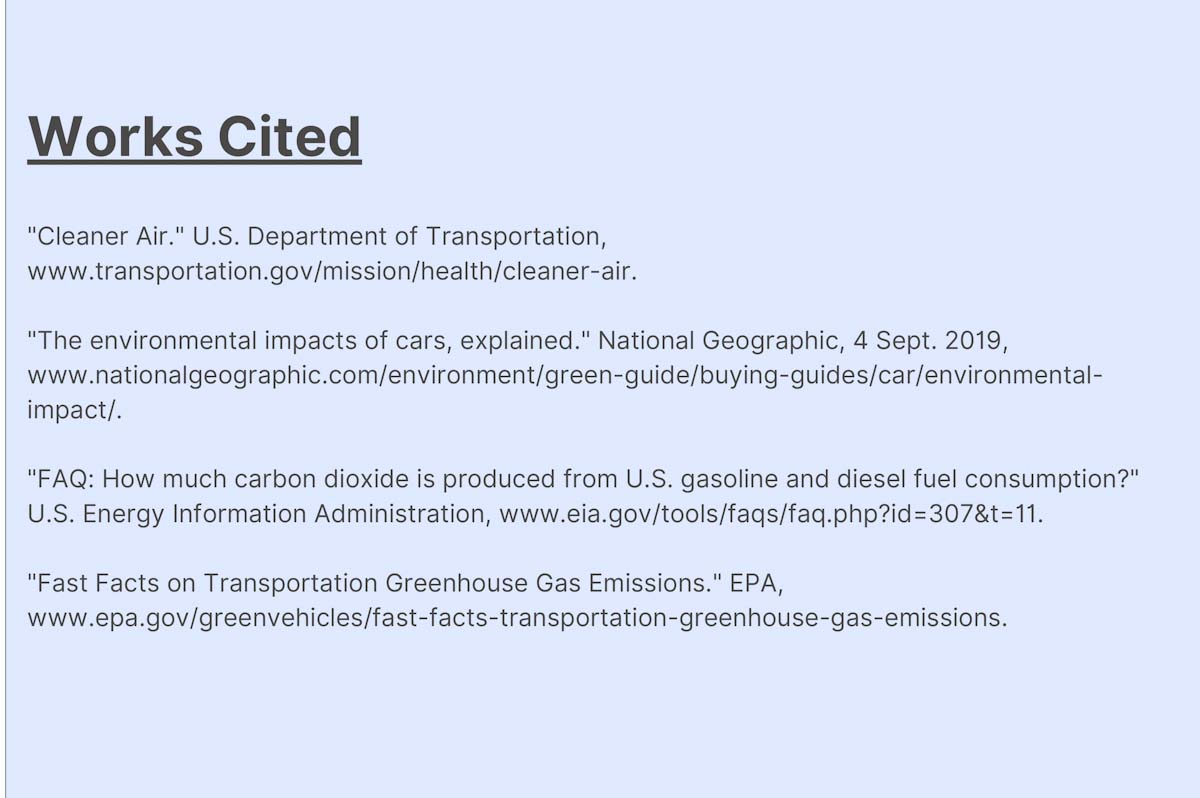 Works Cited
"Cleaner Air." U.S. Department of Transportation,
www.transportation.gov/mission/health/cleaner-air.
"The environmental impacts of cars, explained." National Geographic, 4 Sept. 2019,
www.nationalgeographic.com/environment/green-guide/buying-guides/car/environmental-
impact/.
"FAQ: How much carbon dioxide is produced from U.S. gasoline and diesel fuel consumption?"
U.S. Energy Information Administration, www.eia.gov/tools/faqs/faq.php?id=307&t=11.
"Fast Facts on Transportation Greenhouse Gas Emissions." EPA,
www.epa.gov/greenvehicles/fast-facts-transportation-greenhouse-gas-emissions.